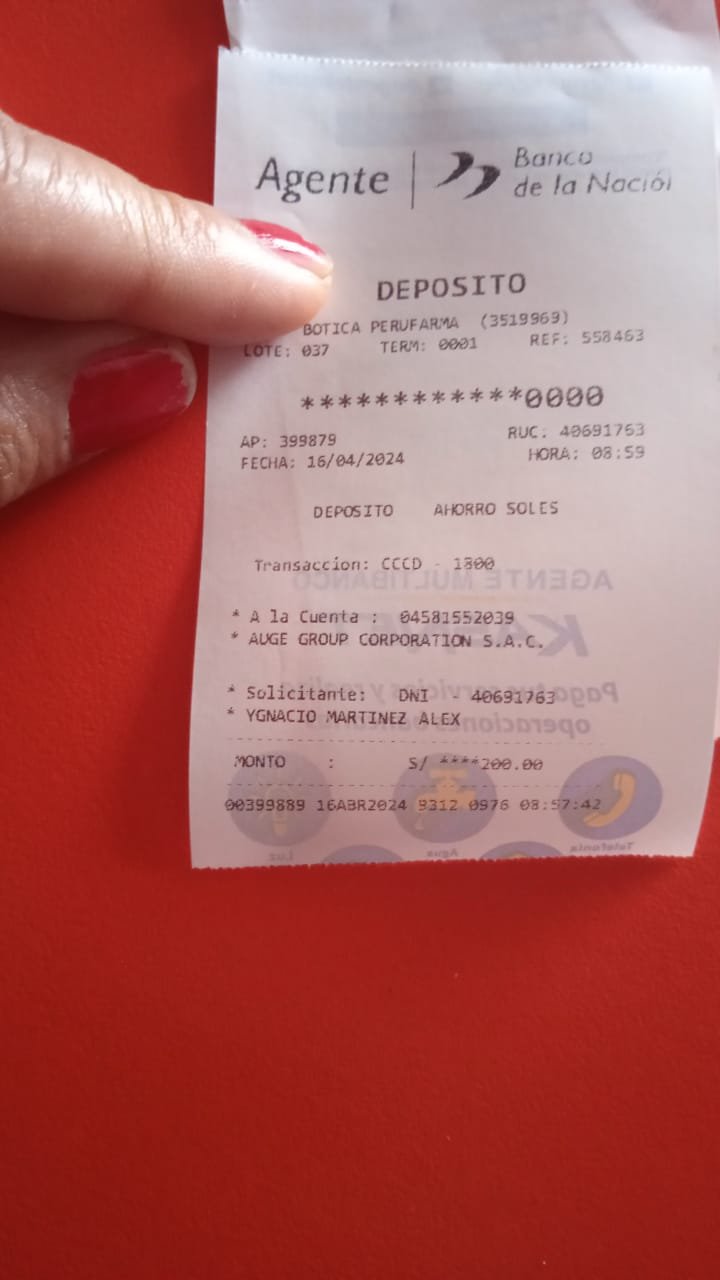 Agente | Banco
de la Nación
DEPOSITO
BOTICA PERUFARMA (3519969)
LOTE: 037 TERM: 0001 REF: 558463
************0000
AP: 399879 RUC: 40691763
FECHA: 16/04/2024 HORA: 08:59
DEPOSITO AHORRO SOLES
Transaccion: CCCD - 1800
AGENTE MULTIBANCO
* A la Cuenta : 04581552039
* AUGE GROUP CORPORATION S.A.C.
Paga tus servicios y realiza
* Solicitante: DNI - 40691763
* YGNACIO MARTINEZ ALEX
operaciones
MONTO : S/ ****200.00
00399889 16ABR2024 9312 0976 08:57:42
Luz Agua Telefonía